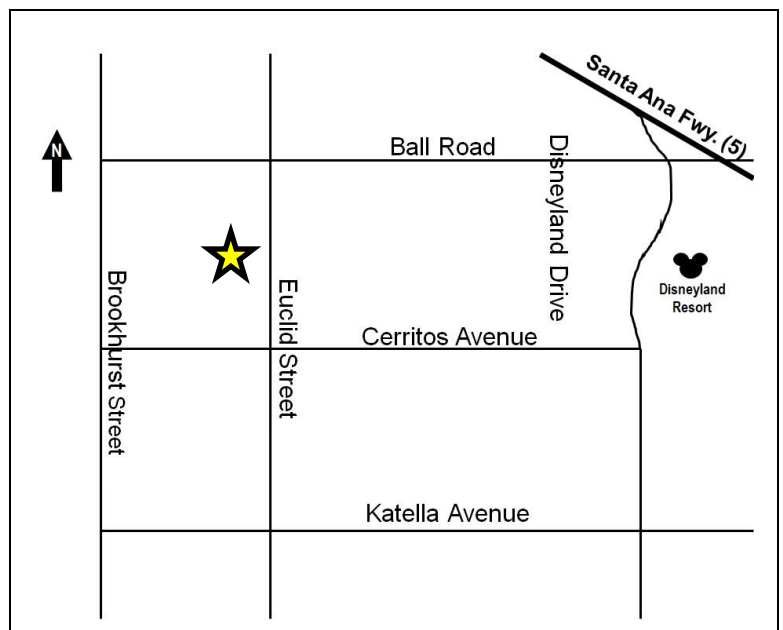 Santa Ana Fwy. (5)
N
Ball Road
Disneyland Drive
Disneyland
Resort
Brookhurst Street
Euclid Street
Cerritos Avenue
Katella Avenue